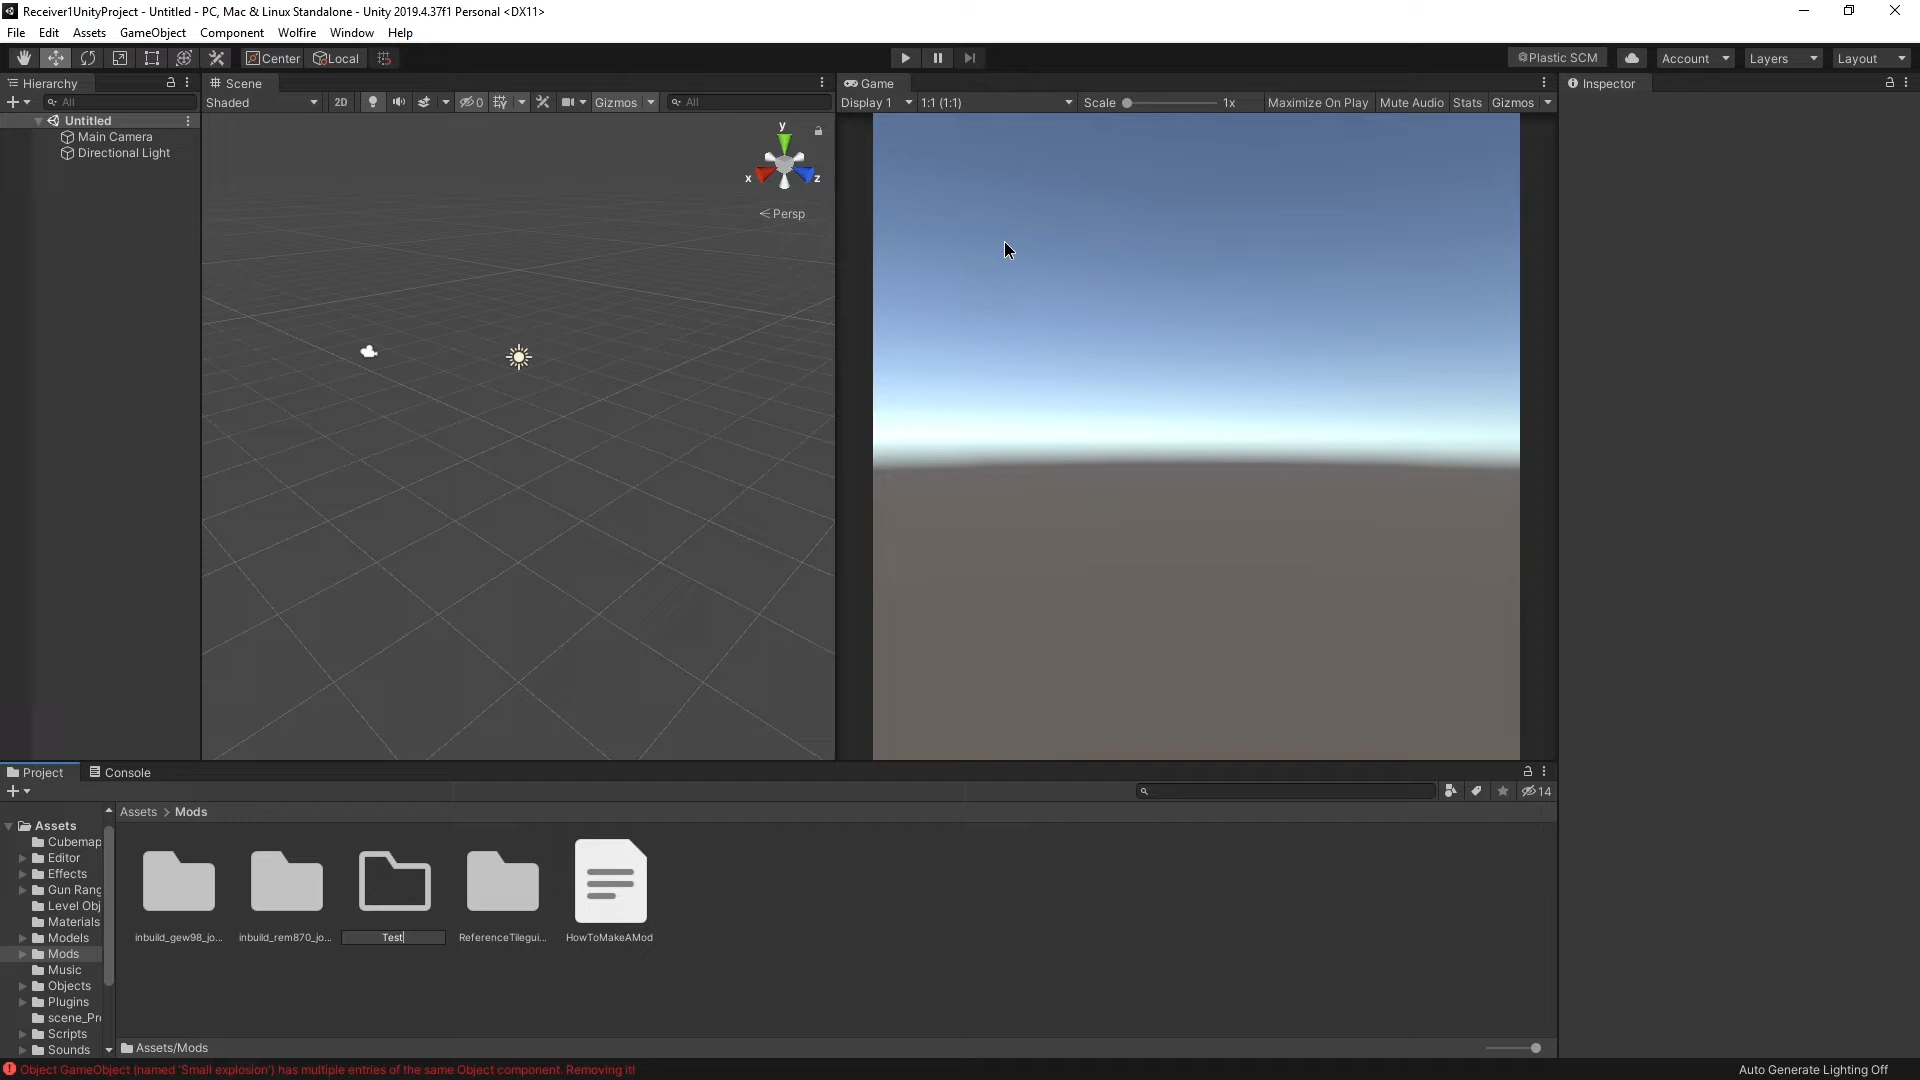 Receiver1UnityProject - Untitled - PC, Mac & Linux Standalone - Unity 2019.4.37f1 Personal <DX11>
File Edit Assets GameObject Component Wolfire Window Help
Center Local Plastic SCM Account Layers Layout
Hierarchy Scene Game Inspector
All Shaded 2D 0 Gizmos All Display 1 1:1 (1:1) Scale 1x Maximize On Play Mute Audio Stats Gizmos
Untitled
Main Camera
Directional Light
y
x z
Persp
Project Console
14
Assets > Mods
Assets
Cubemap
Editor
Effects
Gun Rang
Level Obj
Materials
Models
Mods
Music
Objects
Plugins
scene_Pr
Scripts
Sounds
inbuild_gew98_jo... inbuild_rem870_jo... Test ReferenceTilegui... HowToMakeAMod
Assets/Mods
Object GameObject (named 'Small explosion') has multiple entries of the same Object component. Removing it!
Auto Generate Lighting Off